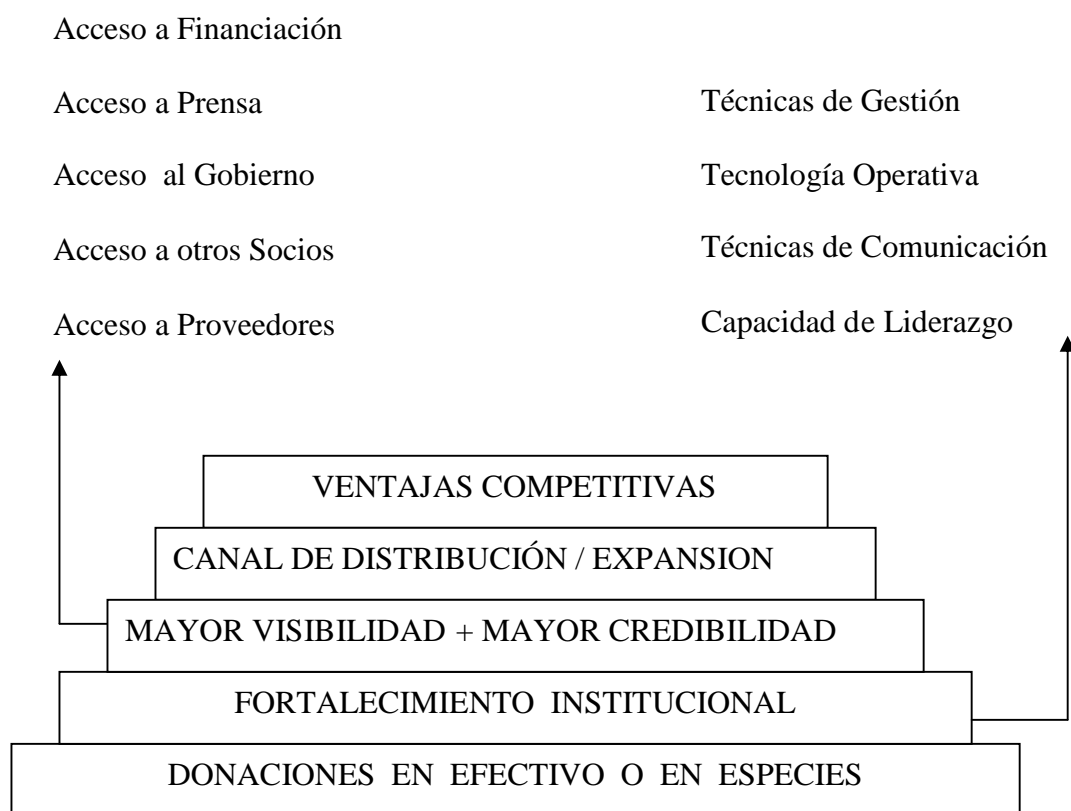 Acceso a Financiación
Acceso a Prensa
Acceso al Gobierno
Acceso a otros Socios
Acceso a Proveedores
Técnicas de Gestión
Tecnología Operativa
Técnicas de Comunicación
Capacidad de Liderazgo
VENTAJAS COMPETITIVAS
CANAL DE DISTRIBUCIÓN / EXPANSION
MAYOR VISIBILIDAD + MAYOR CREDIBILIDAD
FORTALECIMIENTO INSTITUCIONAL
DONACIONES EN EFECTIVO O EN ESPECIES